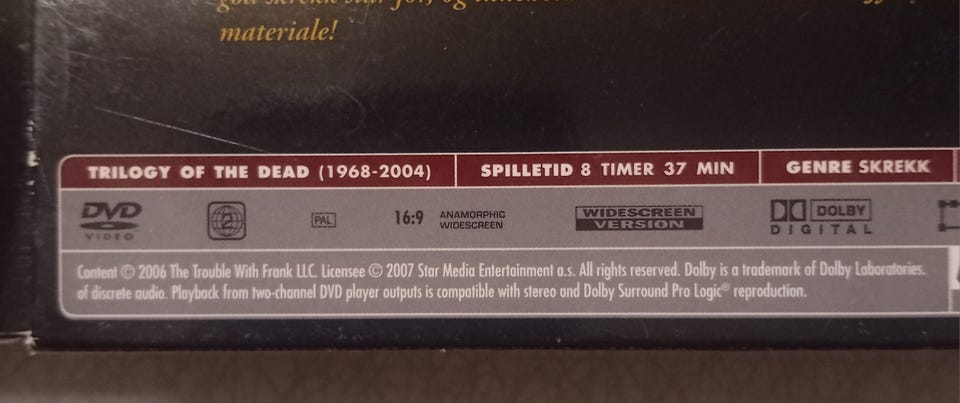 materiale!
TRILOGY OF THE DEAD (1968-2004) SPILLETID 8 TIMER 37 MIN GENRE SKREKK
DVD VIDEO 2 PAL 16:9 ANAMORPHIC WIDESCREEN WIDESCREEN VERSION DOLBY DIGITAL
Content © 2006 The Trouble With Frank LLC. Licensee © 2007 Star Media Entertainment a.s. All rights reserved. Dolby is a trademark of Dolby Laboratories.
of discrete audio. Playback from two-channel DVD player outputs is compatible with stereo and Dolby Surround Pro Logic® reproduction.